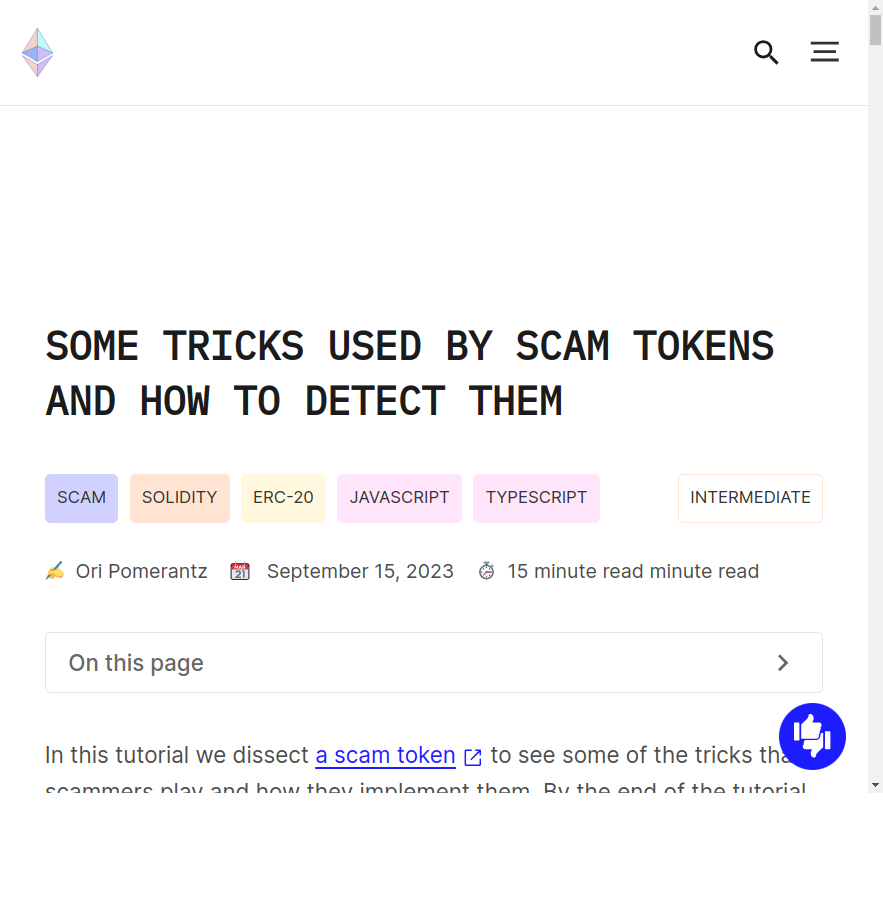 SOME TRICKS USED BY SCAM TOKENS
AND HOW TO DETECT THEM
SCAM SOLIDITY ERC-20 JAVASCRIPT TYPESCRIPT INTERMEDIATE
Ori Pomerantz September 15, 2023 15 minute read minute read
On this page
In this tutorial we dissect a scam token to see some of the tricks that
scammers play and how they implement them. By the end of the tutorial